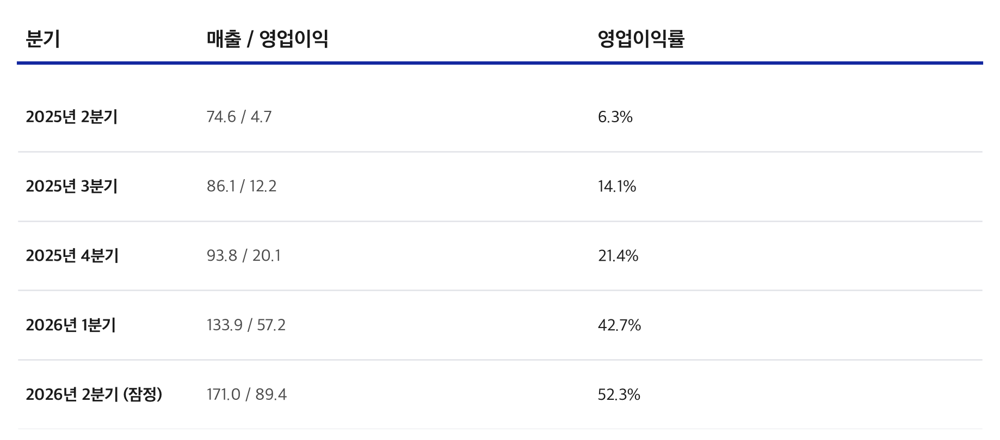 분기 매출 / 영업이익 영업이익률
2025년 2분기 74.6 / 4.7 6.3%
2025년 3분기 86.1 / 12.2 14.1%
2025년 4분기 93.8 / 20.1 21.4%
2026년 1분기 133.9 / 57.2 42.7%
2026년 2분기 (잠정) 171.0 / 89.4 52.3%